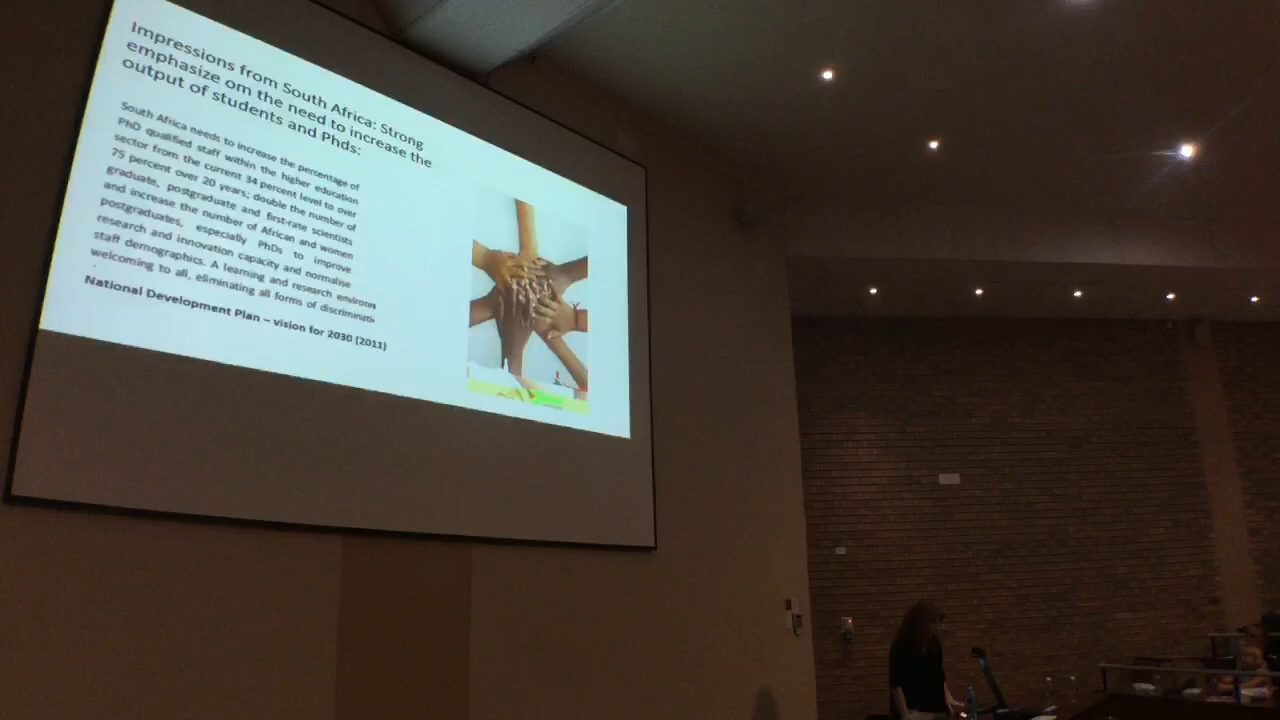 Impressions from South Africa: Strong
emphasize om the need to increase the
output of students and Phds:
South Africa needs to increase the percentage of
PhD qualified staff within the higher education
sector from the current 34 percent level to over
75 percent over 20 years; double the number of
graduate, postgraduate and first-rate scientists
and increase the number of African and women
postgraduates, especially PhDs to improve
research and innovation capacity and normalise
staff demographics. A learning and research environm
welcoming to all, eliminating all forms of discriminati
National Development Plan – vision for 2030 (2011)